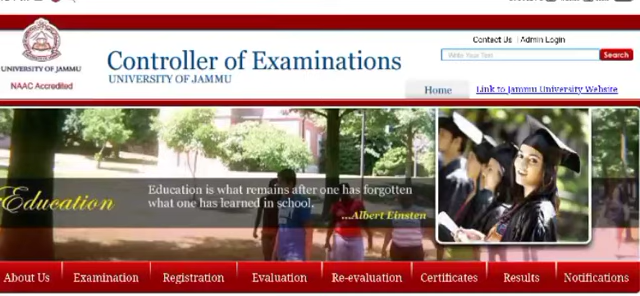 Contact Us | Admin Login
Write Your Text
Search
UNIVERSITY OF JAMMU
NAAC Accredited
Controller of Examinations
UNIVERSITY OF JAMMU
Home
Link to Jammu University Website
Education
Education is what remains after one has forgotten
what one has learned in school.
...Albert Einsten
About Us
Examination
Registration
Evaluation
Re-evaluation
Certificates
Results
Notifications